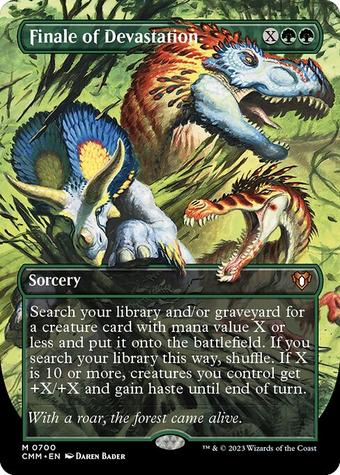 Finale of Devastation X
Sorcery
Search your library and/or graveyard for
a creature card with mana value X or
less and put it onto the battlefield. If you
search your library this way, shuffle. If X
is 10 or more, creatures you control get
+X/+X and gain haste until end of turn.
With a roar, the forest came alive.
M 0700
CMM • EN Daren Bader
™ & © 2023 Wizards of the Coast